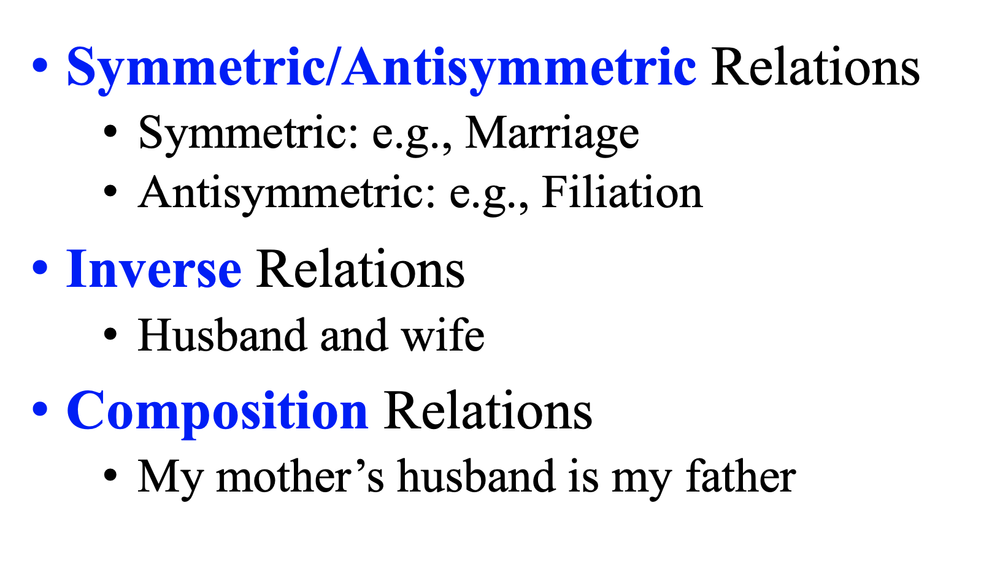 • Symmetric/Antisymmetric Relations
• Symmetric: e.g., Marriage
• Antisymmetric: e.g., Filiation
• Inverse Relations
• Husband and wife
• Composition Relations
• My mother’s husband is my father